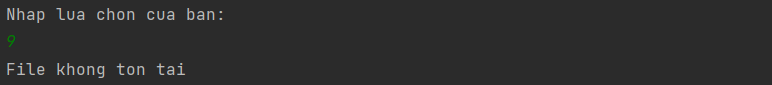 Nhap lua chon cua ban:
9
File khong ton tai